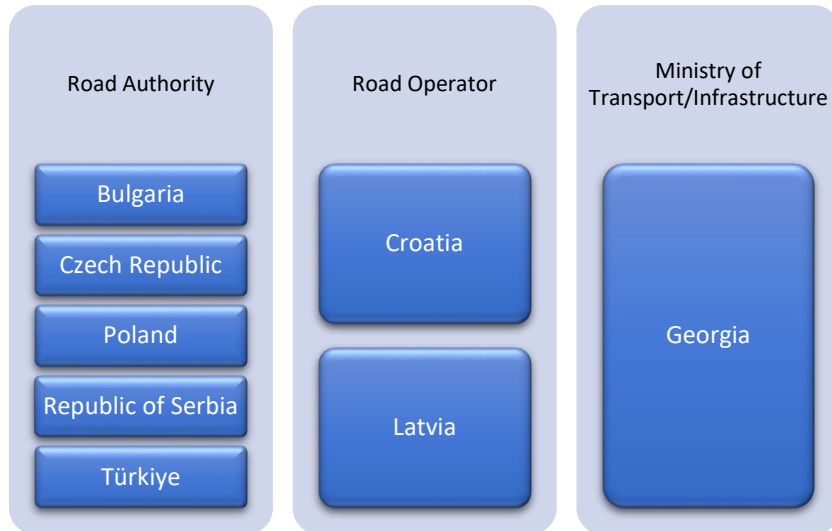 Road Authority
Bulgaria
Czech Republic
Poland
Republic of Serbia
Türkiye
Road Operator
Croatia
Latvia
Ministry of
Transport/Infrastructure
Georgia